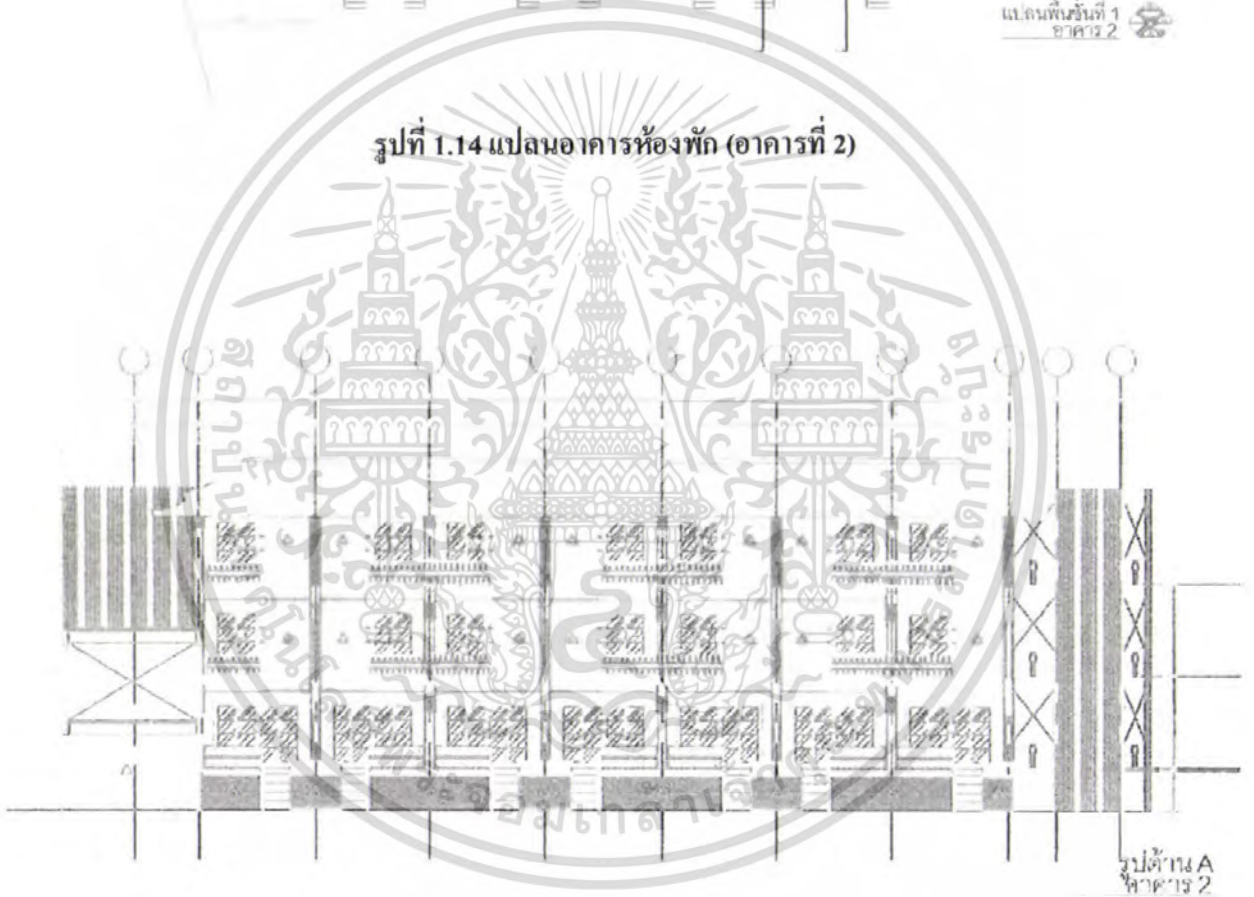 แปลนพื้นชั้นที่ 1
อาคาร 2
รูปที่ 1.14 แปลนอาคารห้องพัก (อาคารที่ 2)
รูปด้าน A
อาคาร 2